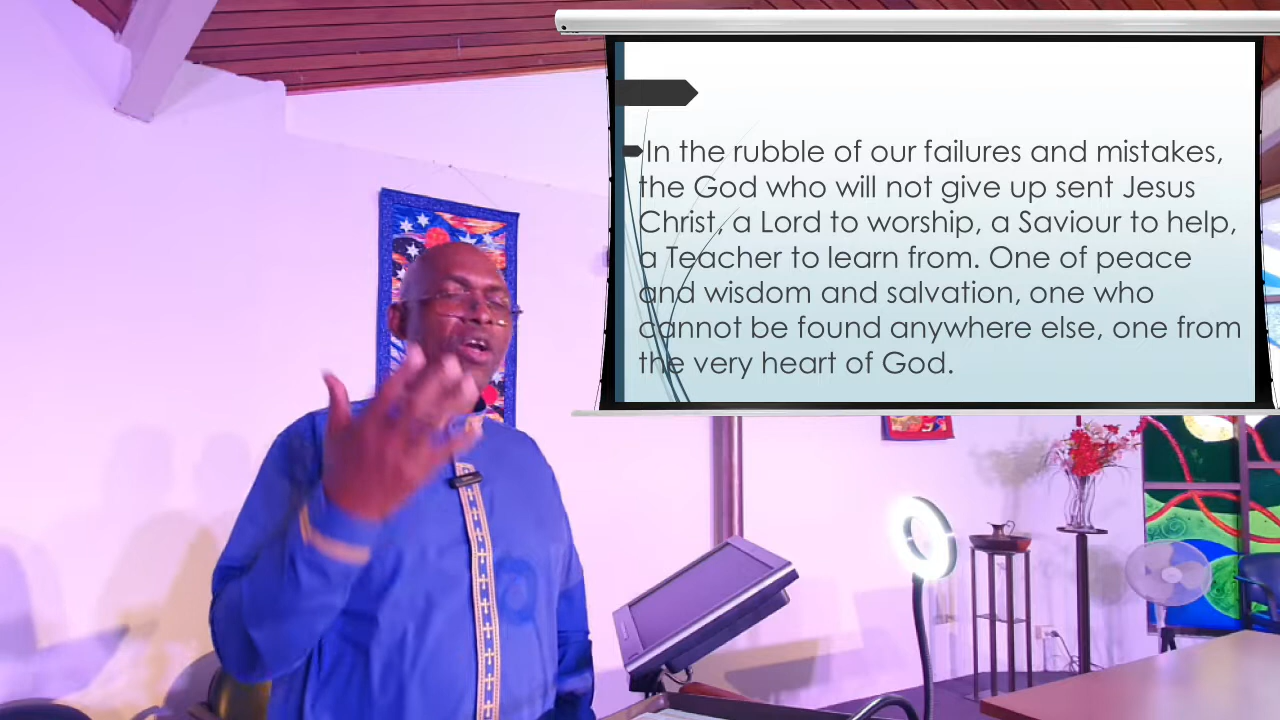 In the rubble of our failures and mistakes,
the God who will not give up sent Jesus
Christ, a Lord to worship, a Saviour to help,
a Teacher to learn from. One of peace
and wisdom and salvation, one who
cannot be found anywhere else, one from
the very heart of God.